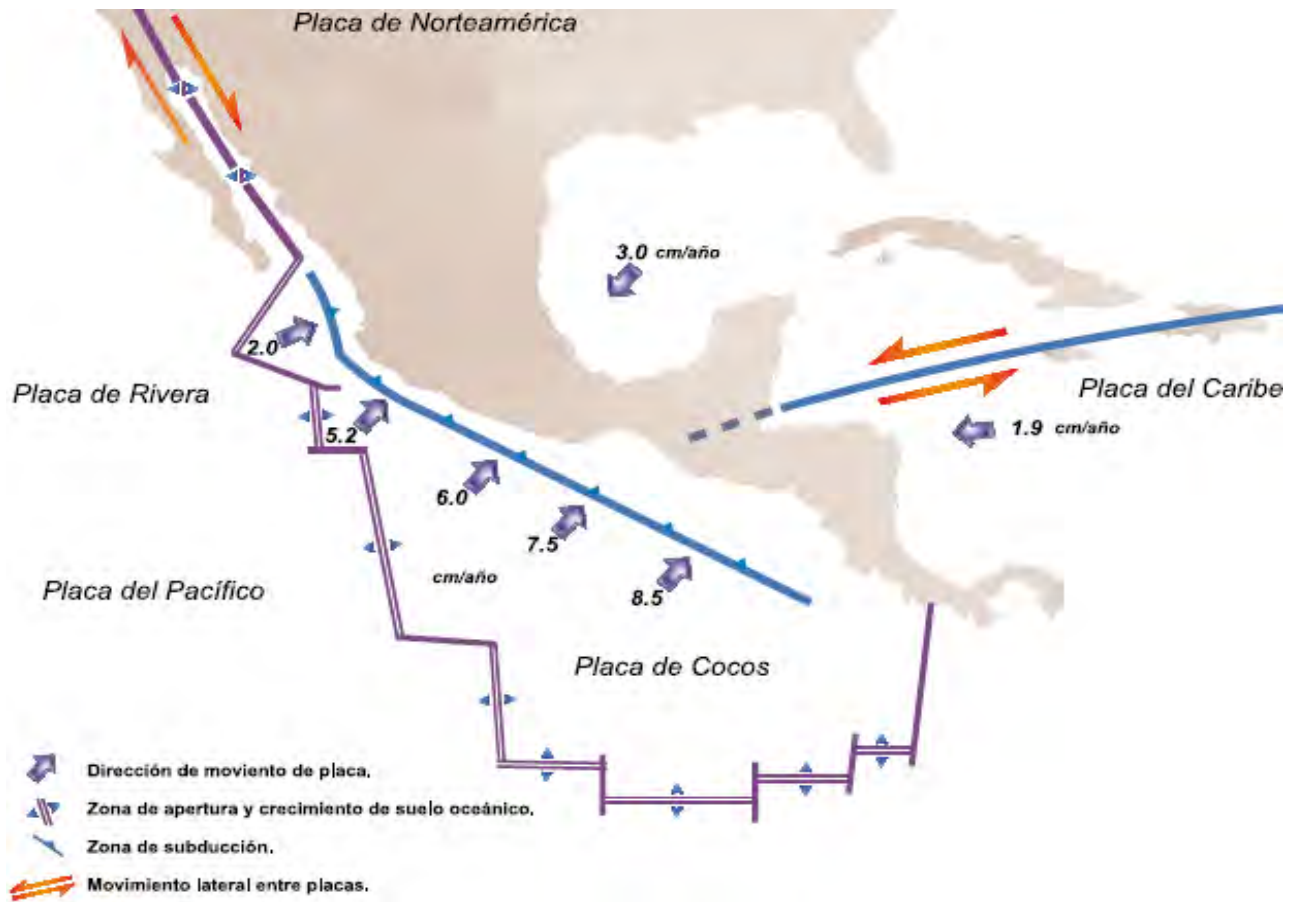 Placa de Norteamérica
3.0 cm/año
2.0
Placa de Rivera
Placa del Caribe
5.2
1.9 cm/año
6.0
7.5
cm/año
8.5
Placa del Pacífico
Placa de Cocos
Dirección de moviento de placa.
Zona de apertura y crecimiento de suelo oceánico.
Zona de subducción.
Movimiento lateral entre placas.